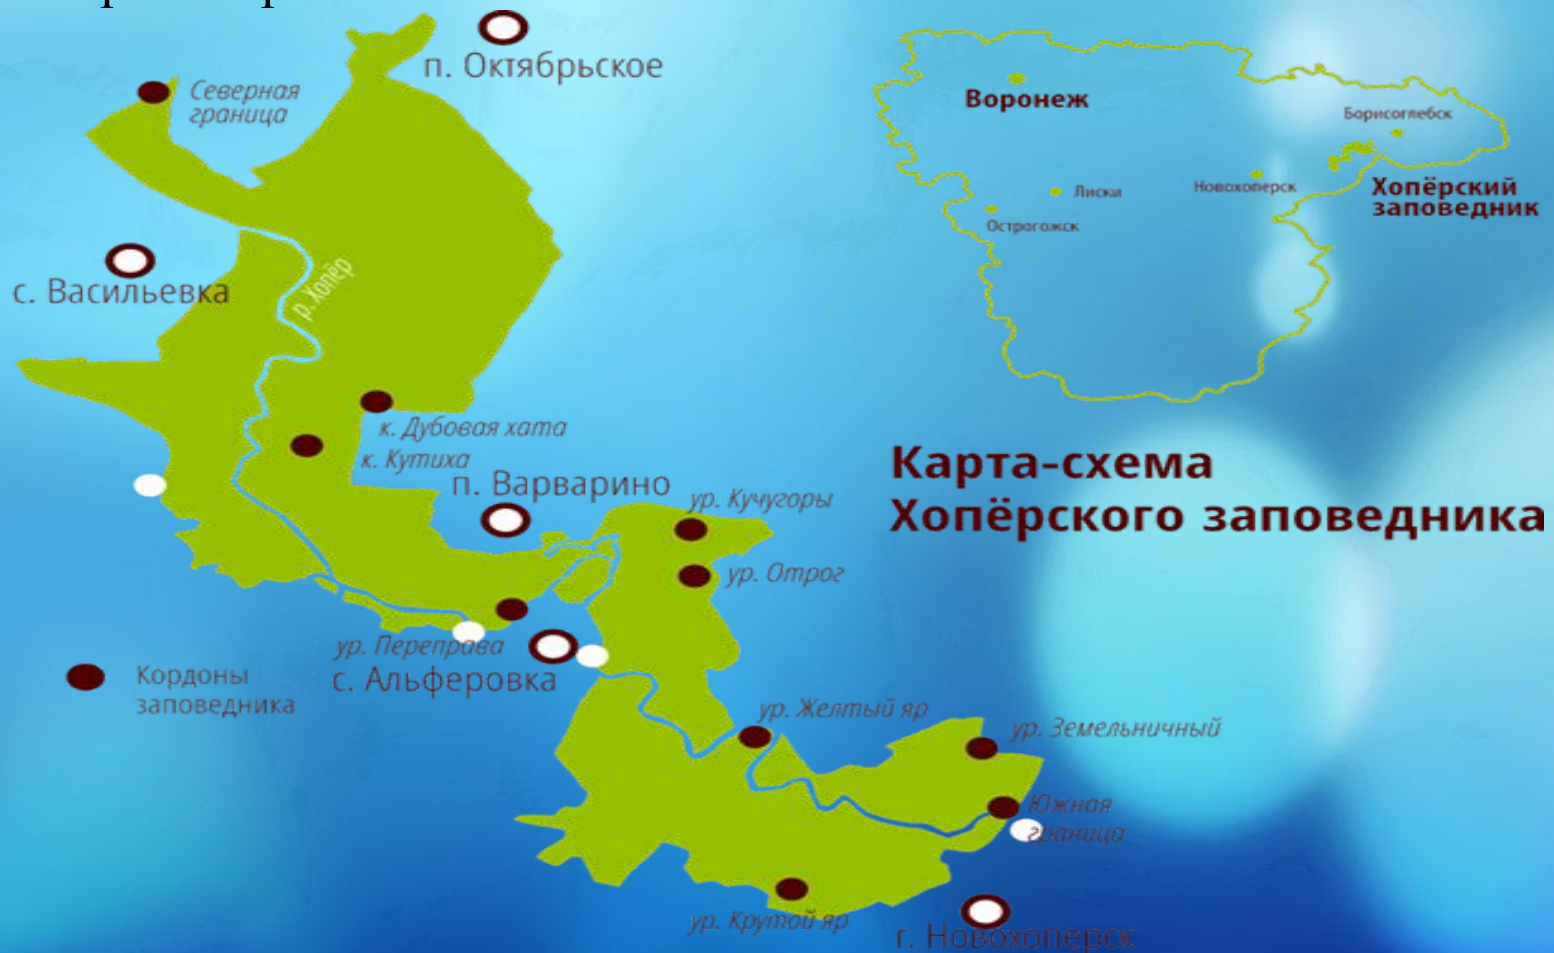 п. Октябрьское
Северная
граница
с. Васильевка
р. Хопёр
к. Дубовая хата
к. Кутиха
п. Варварино
ур. Кучугоры
ур. Отрог
ур. Переправа
с. Альферовка
Кордоны
заповедника
ур. Желтый яр
ур. Земельничный
Южная
граница
ур. Крутой яр
г. Новохоперск
Воронеж
Борисоглебск
Лиски
Новохоперск
Острогожск
Хопёрский
заповедник
Карта-схема
Хопёрского заповедника